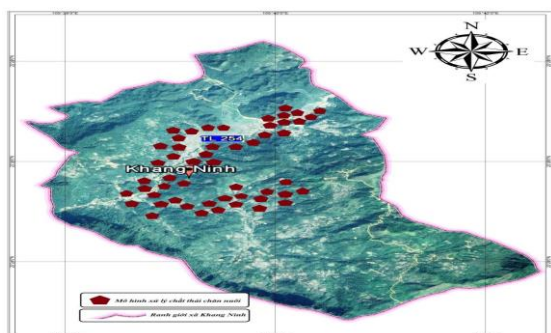 N
W E
S
TL 254
Khang Ninh
Mô hình xử lý chất thải chăn nuôi
Ranh giới xã Khang Ninh